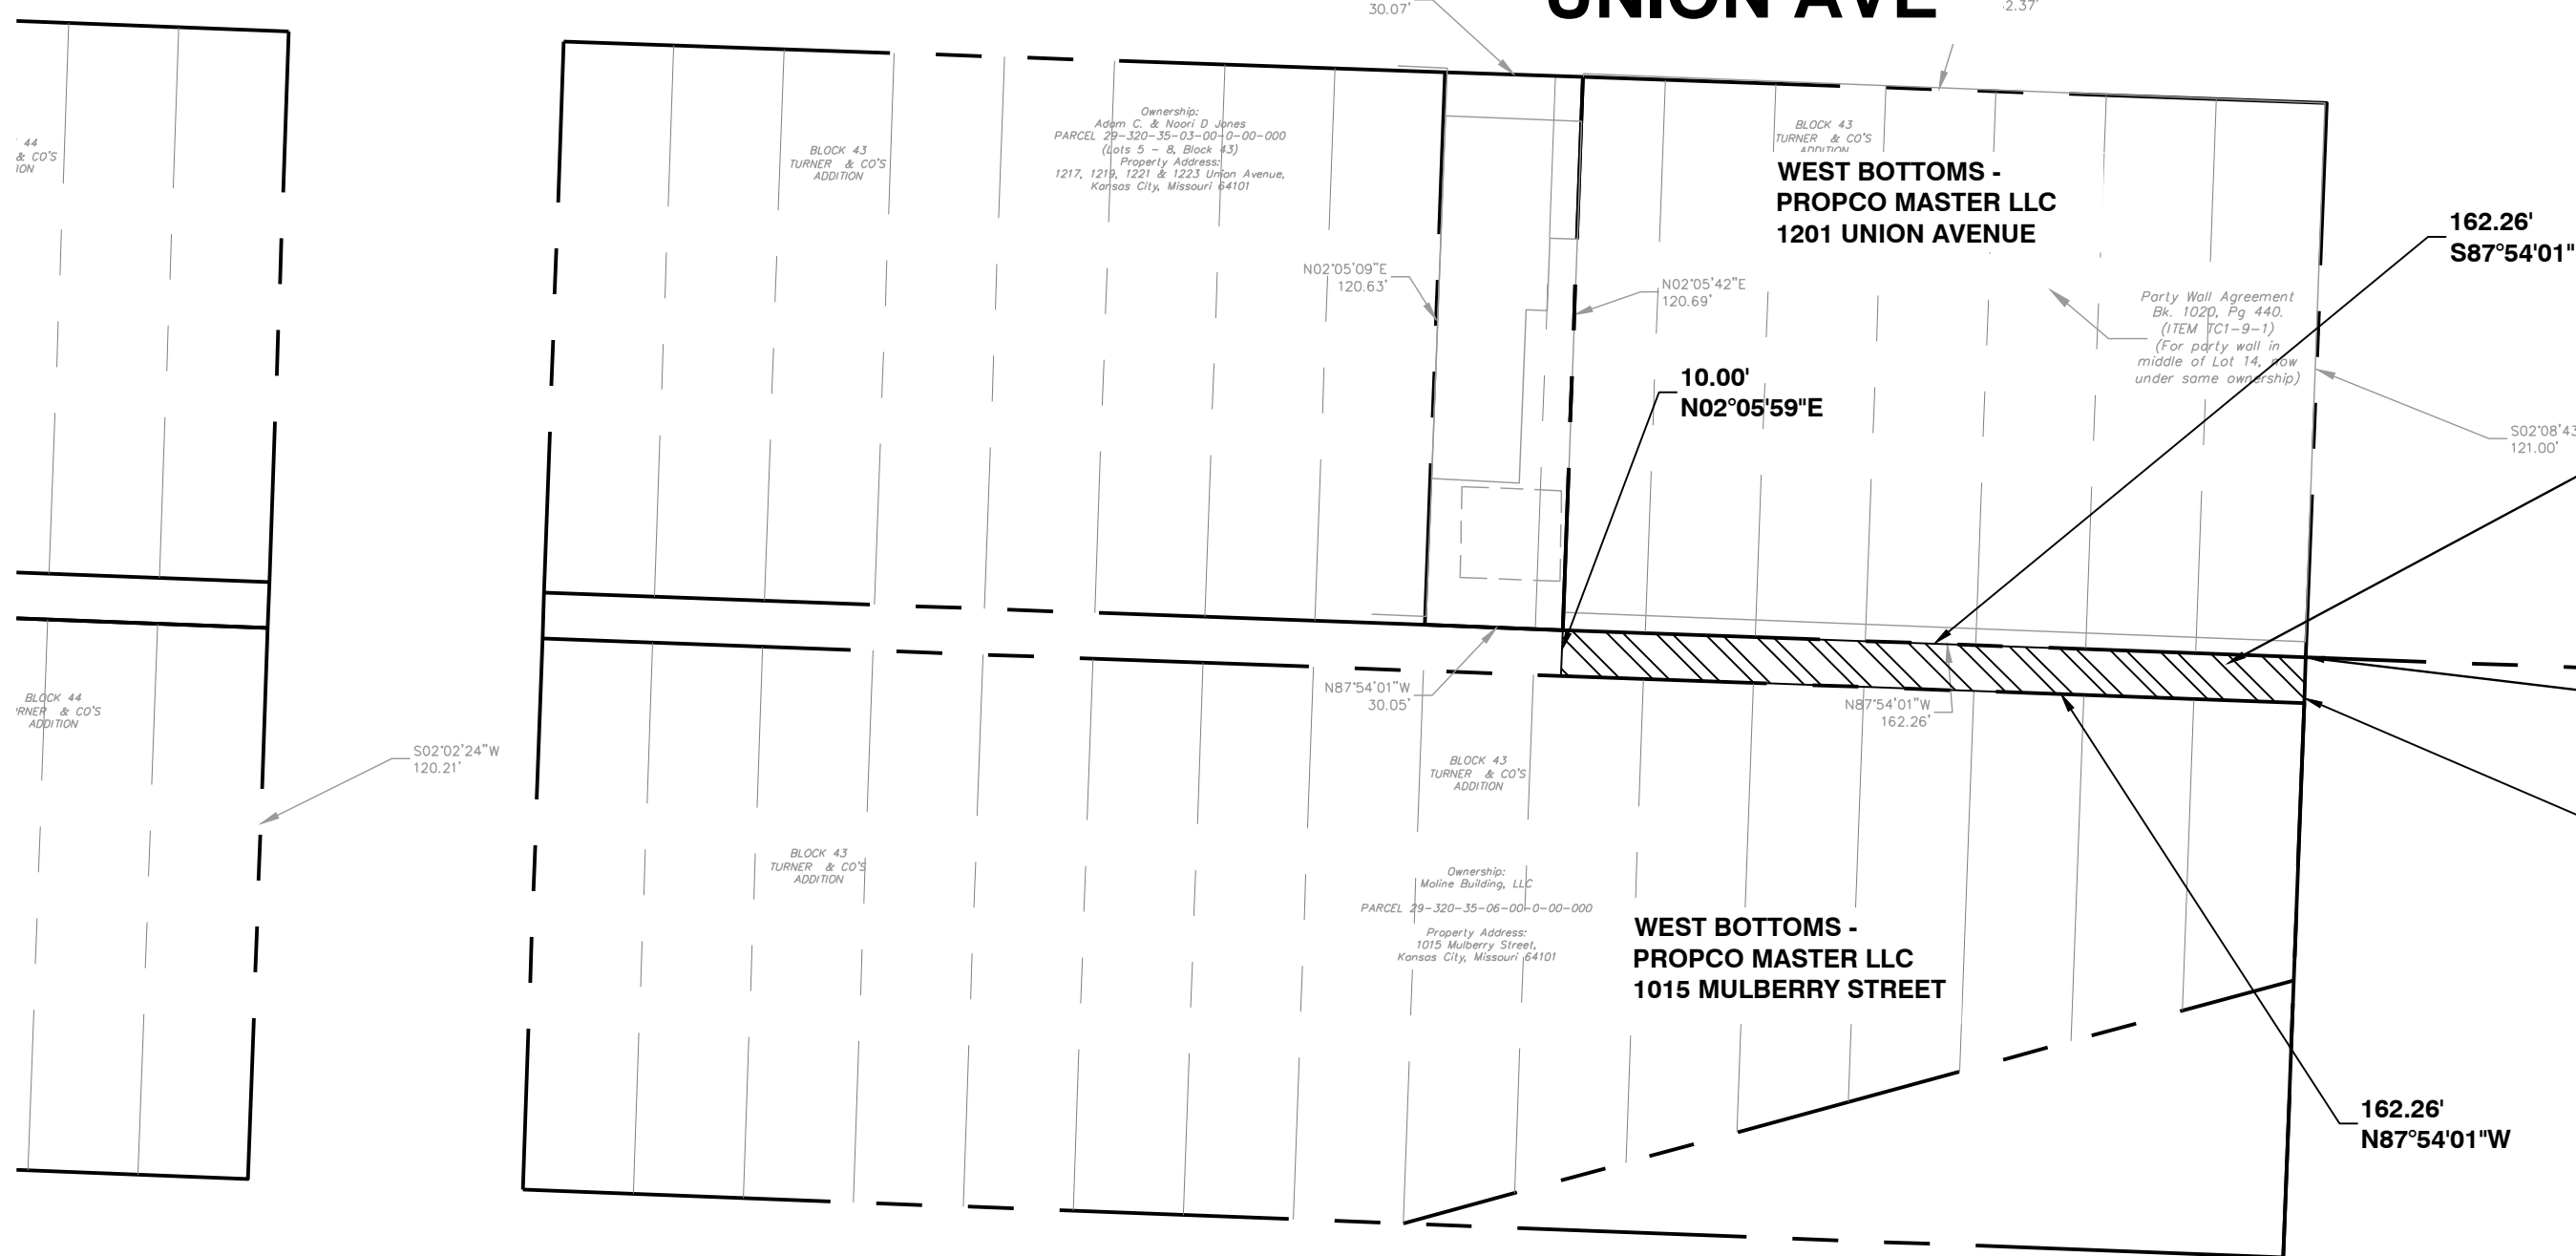 30.07'
UNION AVE
2.37'
44
& CO'S
ION
BLOCK 43
TURNER & CO'S
ADDITION
Ownership:
Adam C. & Noori D Jones
PARCEL 29-320-35-03-00-0-00-000
(Lots 5 - 8, Block 43)
Property Address:
1217, 1219, 1221 & 1223 Union Avenue,
Kansas City, Missouri 64101
BLOCK 43
TURNER & CO'S
ADDITION
WEST BOTTOMS -
PROPCO MASTER LLC
1201 UNION AVENUE
162.26'
S87°54'01"
N02°05'09"E
120.63'
N02°05'42"E
120.69'
Party Wall Agreement
Bk. 1020, Pg 440.
(ITEM TC1-9-1)
(For party wall in
middle of Lot 14, now
under same ownership)
10.00'
N02°05'59"E
S02°08'43
121.00'
N87°54'01"W
30.05'
N87°54'01"W
162.26'
BLOCK 44
RNER & CO'S
ADDITION
S02°02'24"W
120.21'
BLOCK 43
TURNER & CO'S
ADDITION
BLOCK 43
TURNER & CO'S
ADDITION
Ownership:
Moline Building, LLC
PARCEL 29-320-35-06-00-0-00-000
Property Address:
1015 Mulberry Street,
Kansas City, Missouri 64101
WEST BOTTOMS -
PROPCO MASTER LLC
1015 MULBERRY STREET
162.26'
N87°54'01"W